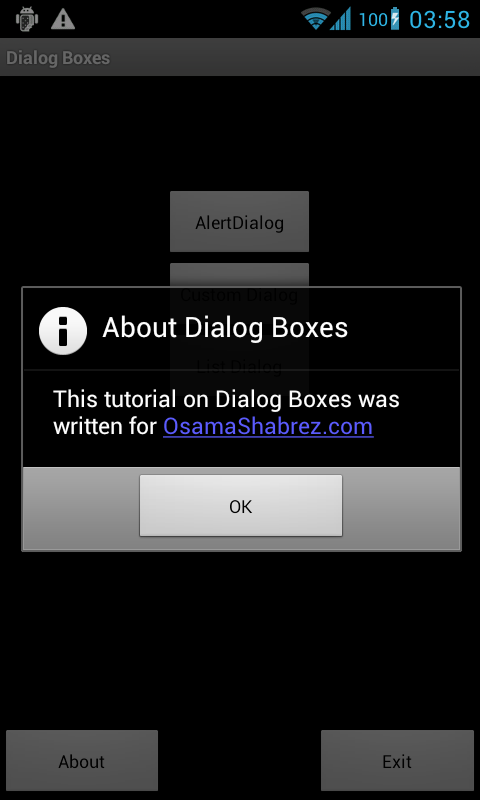 100 03:58
Dialog Boxes
AlertDialog
Custom Dialog
About Dialog Boxes
List Dialog
This tutorial on Dialog Boxes was
written for OsamaShabrez.com
OK
About Exit